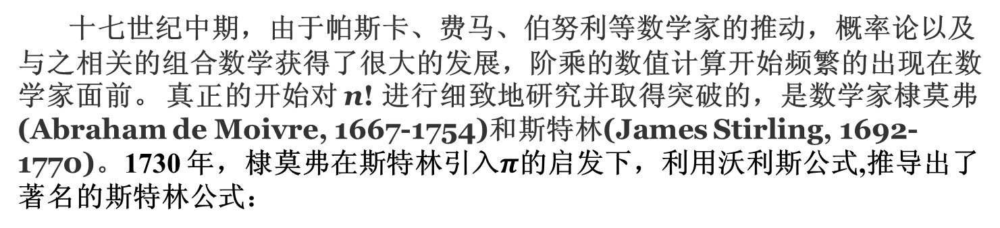 十七世纪中期，由于帕斯卡、费马、伯努利等数学家的推动，概率论以及
与之相关的组合数学获得了很大的发展，阶乘的数值计算开始频繁的出现在数
学家面前。 真正的开始对 n! 进行细致地研究并取得突破的，是数学家棣莫弗
(Abraham de Moivre, 1667-1754)和斯特林(James Stirling, 1692-
1770)。1730 年，棣莫弗在斯特林引入π的启发下，利用沃利斯公式,推导出了
著名的斯特林公式：